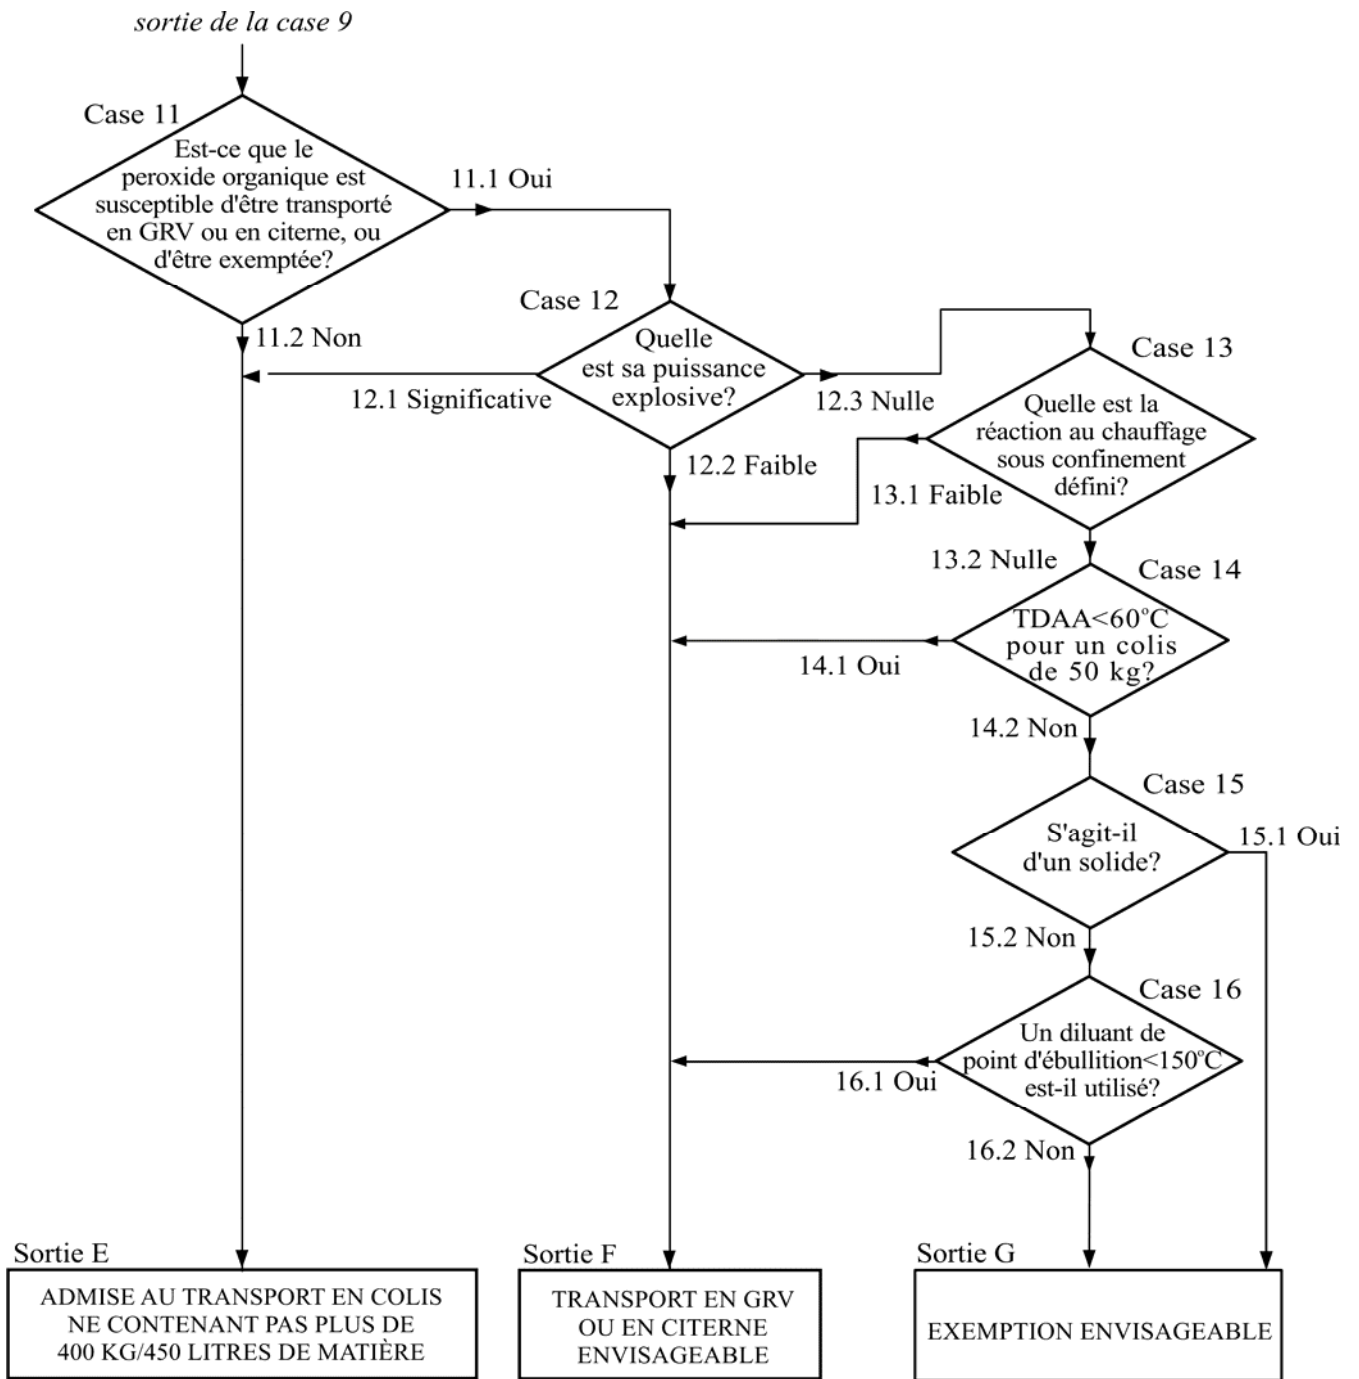 sortie de la case 9
Case 11
Est-ce que le
peroxide organique est
susceptible d'être transporté
en GRV ou en citerne, ou
d'être exemptée?
11.1 Oui
11.2 Non
Case 12
Quelle
est sa puissance
explosive?
12.1 Significative
12.3 Nulle
12.2 Faible
Case 13
Quelle est la
réaction au chauffage
sous confinement
défini?
13.1 Faible
13.2 Nulle
Case 14
TDAA<60°C
pour un colis
de 50 kg?
14.1 Oui
14.2 Non
Case 15
S'agit-il
d'un solide?
15.1 Oui
15.2 Non
Case 16
Un diluant de
point d'ébullition<150°C
est-il utilisé?
16.1 Oui
16.2 Non
Sortie E
ADMISE AU TRANSPORT EN COLIS
NE CONTENANT PAS PLUS DE
400 KG/450 LITRES DE MATIÈRE
Sortie F
TRANSPORT EN GRV
OU EN CITERNE
ENVISAGEABLE
Sortie G
EXEMPTION ENVISAGEABLE